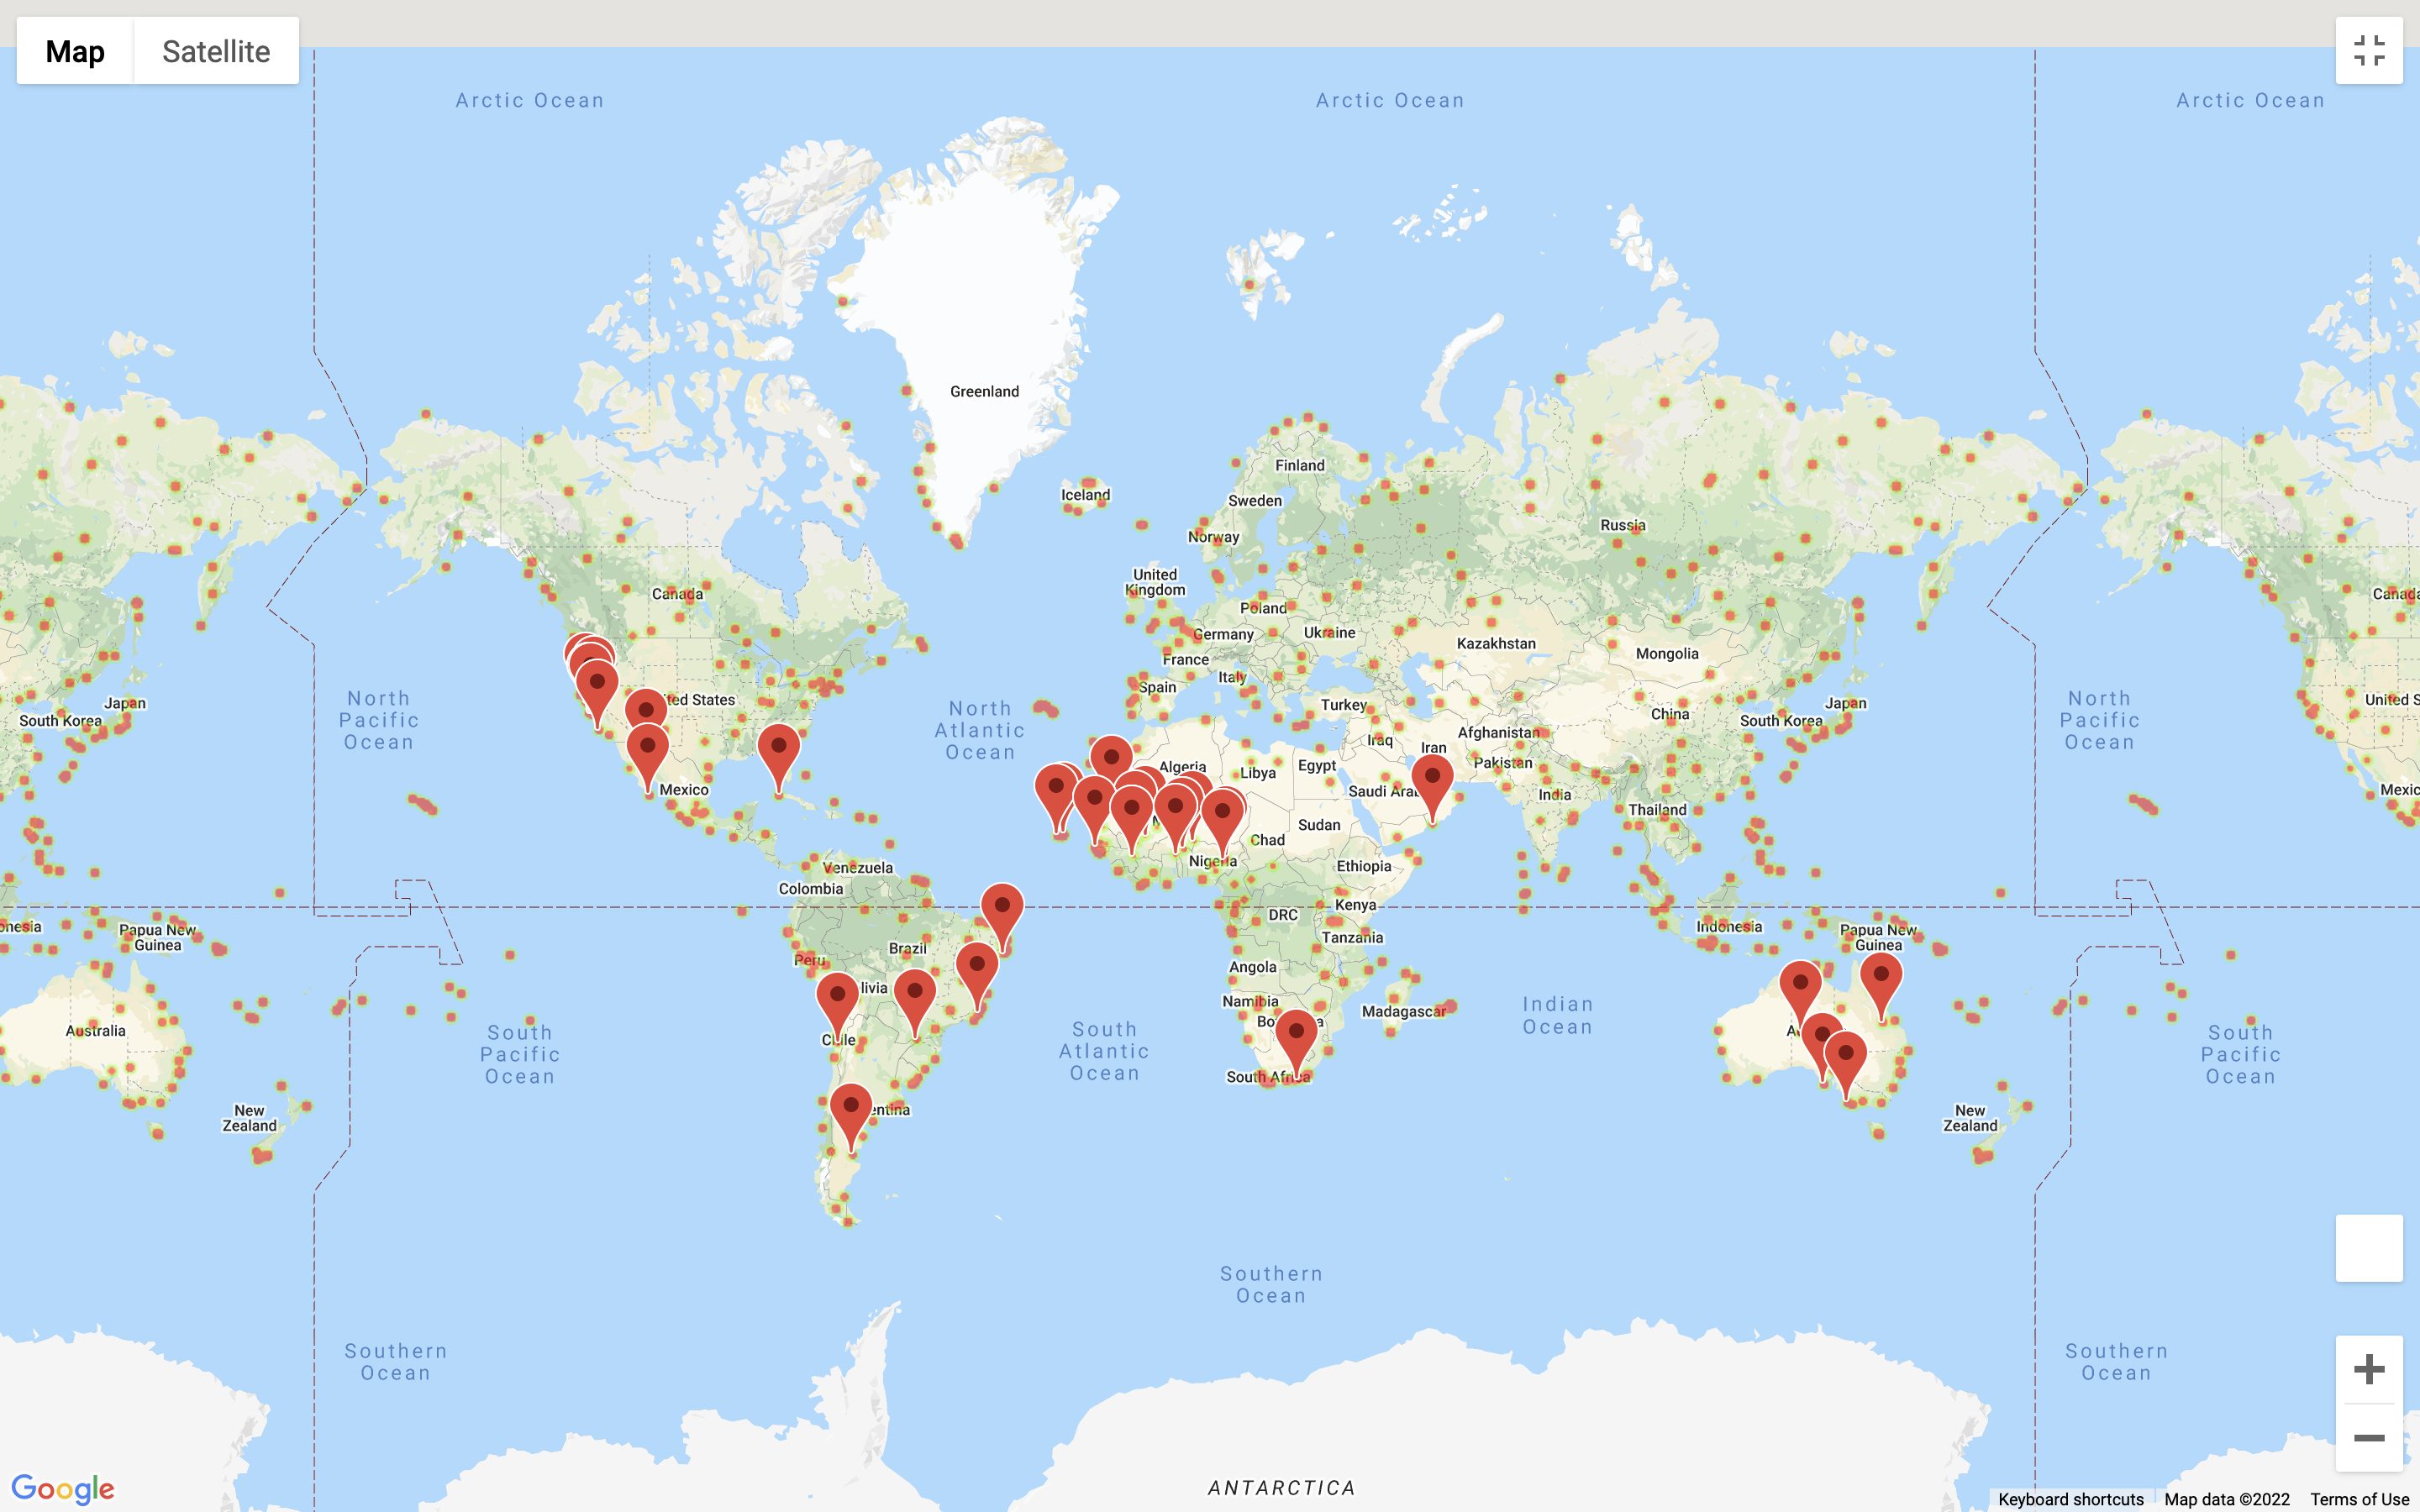 Map
Satellite
Arctic Ocean
Arctic Ocean
Arctic Ocean
Greenland
Finland
Iceland
Sweden
Russia
Norway
United
Kingdom
Canada
Canada
Poland
Ukraine
Germany
Kazakhstan
Mongolia
France
Italy
Spain
Japan
South Korea
North
Pacific
Ocean
ited States
North
Atlantic
Ocean
Turkey
China
South Korea
Japan
North
Pacific
Ocean
United S
Iraq
Iran
Afghanistan
Pakistan
Algeria
Libya
Egypt
Mexico
Saudi Ara
India
Thailand
Mexic
Sudan
Chad
Nigeria
Ethiopia
Venezuela
Colombia
Kenya
DRC
Tanzania
nesia
Papua New
Guinea
Indonesia
Papua New
Guinea
Brazil
Peru
Angola
livia
Namibia
Bo
a
Madagascar
Indian
Ocean
Australia
South
Pacific
Ocean
Chile
South
Atlantic
Ocean
A
South
Pacific
Ocean
South Africa
New
Zealand
entina
New
Zealand
Southern
Ocean
Southern
Ocean
Southern
Ocean
ANTARCTICA
Google
Keyboard shortcuts
Map data ©2022
Terms of Use